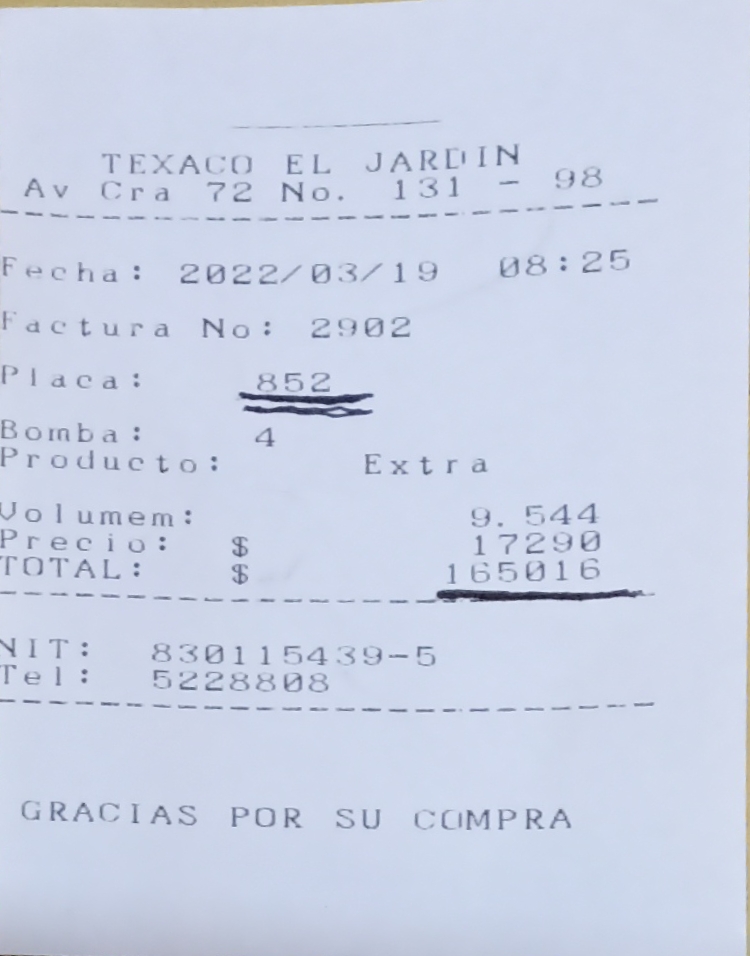 TEXACO EL JARDIN
Av Cra 72 No. 131 - 98
Fecha: 2022/03/19 08:25
Factura No: 2902
Placa: 852
Bomba: 4
Producto: Extra
Volumem: 9.544
Precio: $ 17290
TOTAL: $ 165016
NIT: 830115439-5
Tel: 5228808
GRACIAS POR SU COMPRA